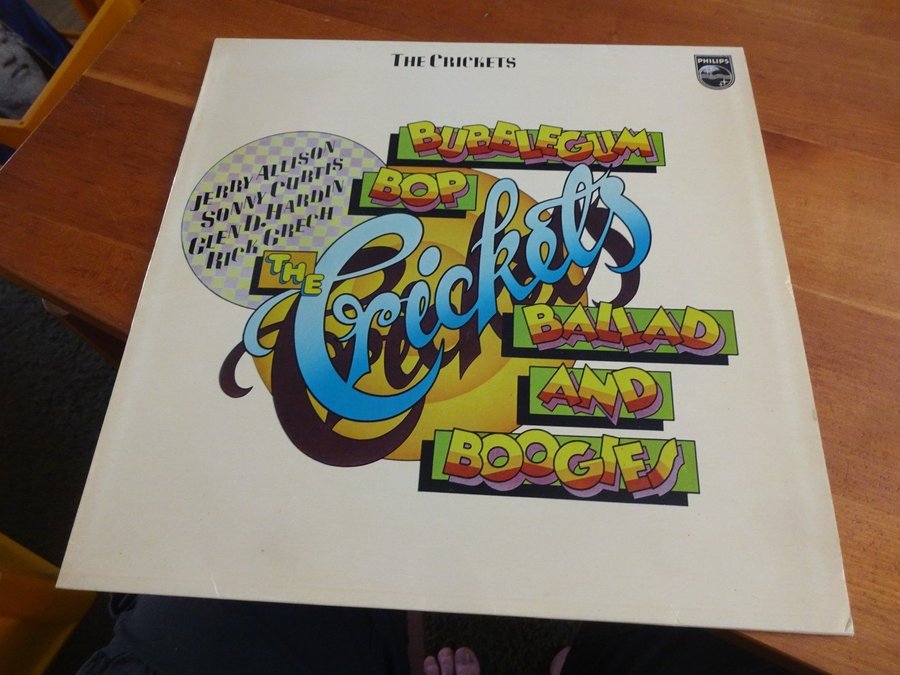 THE CRICKETS
PHILIPS
JERRY ALLISON
SONNY CURTIS
GLEN D. HARDIN
RICK GRECH
BUBBLEGUM
BOP
THE
Crickets
BALLAD
AND
BOOGIES